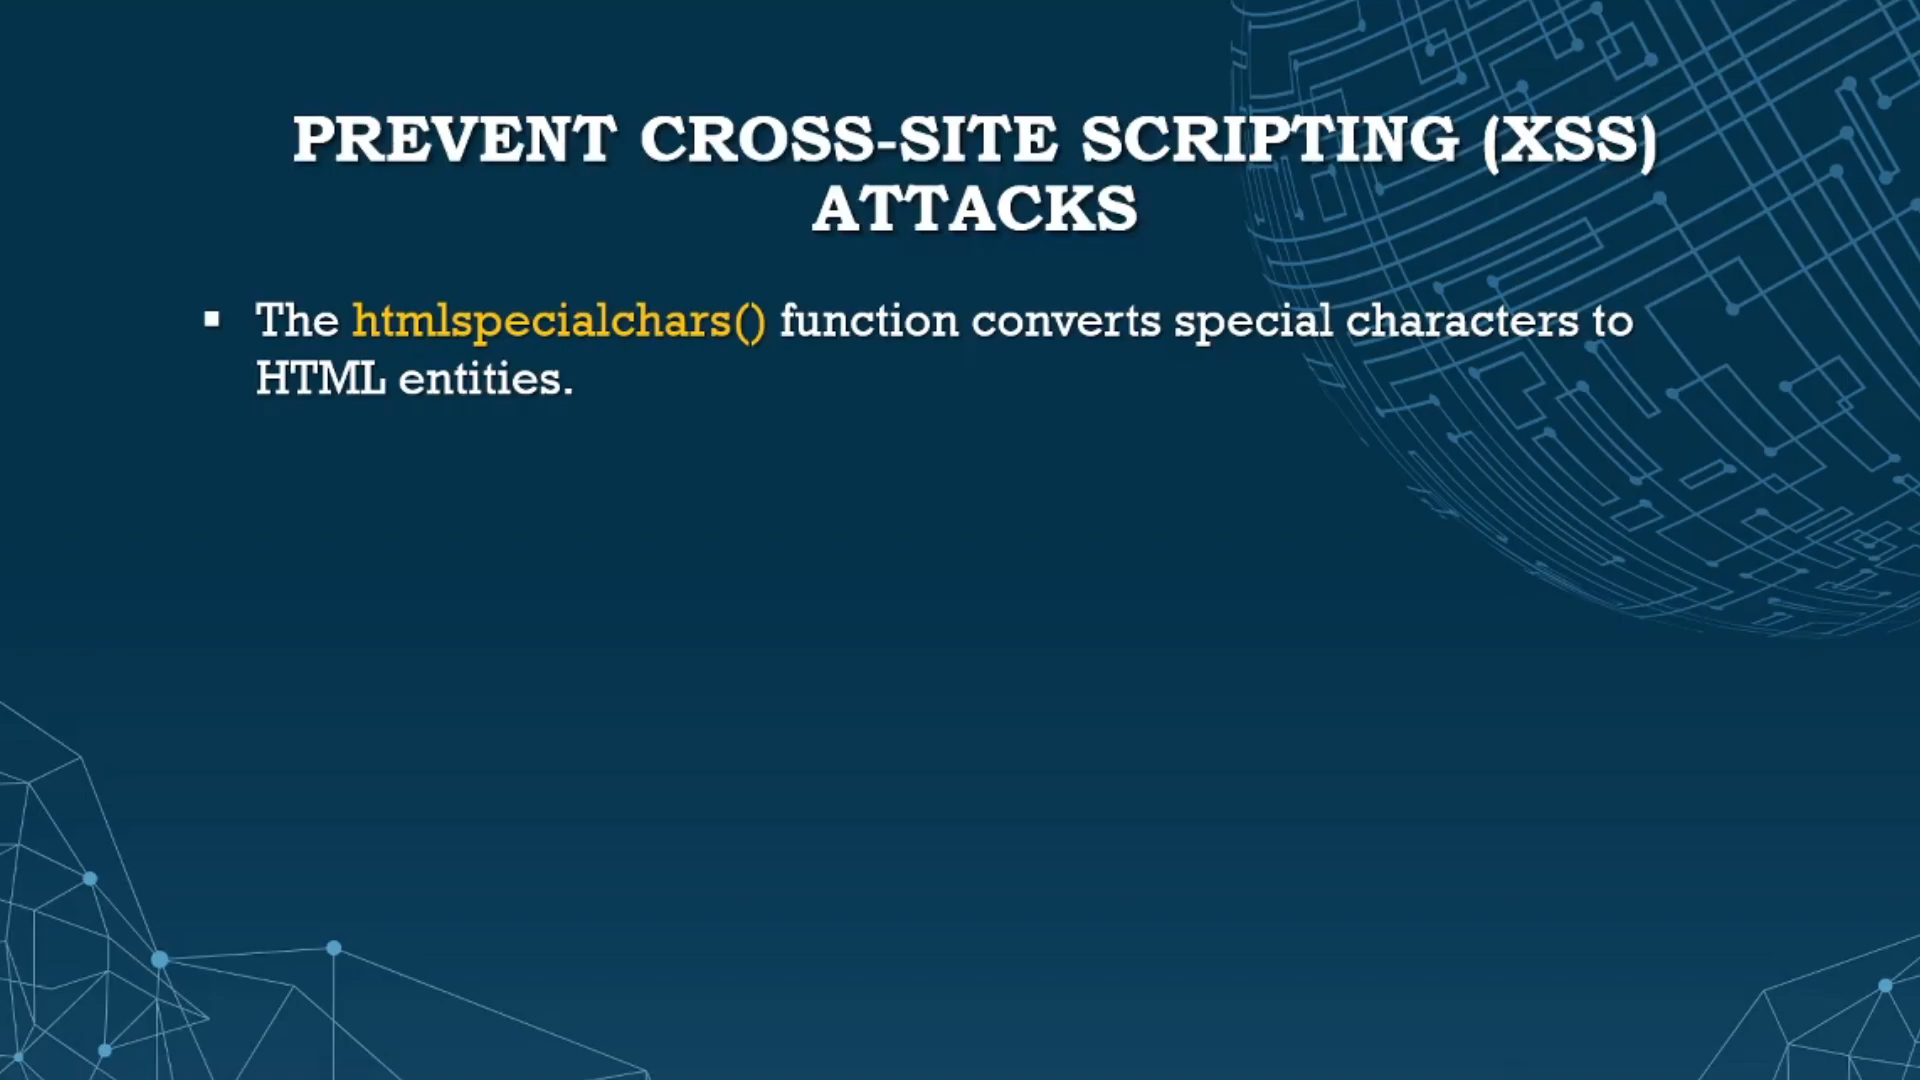 PREVENT CROSS-SITE SCRIPTING (XSS)
ATTACKS
▪ The htmlspecialchars() function converts special characters to
HTML entities.